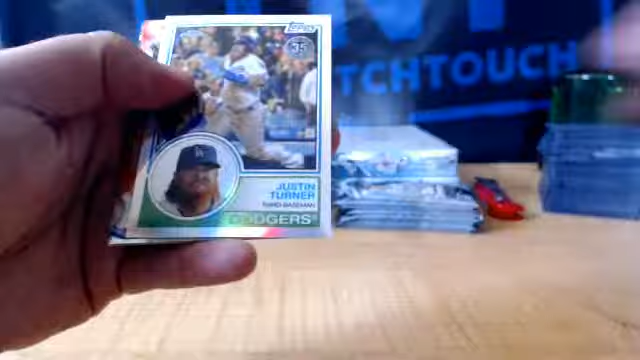 Topps
35
JUSTIN
TURNER
THIRD BASEMAN
DODGERS
TCHTOUCH